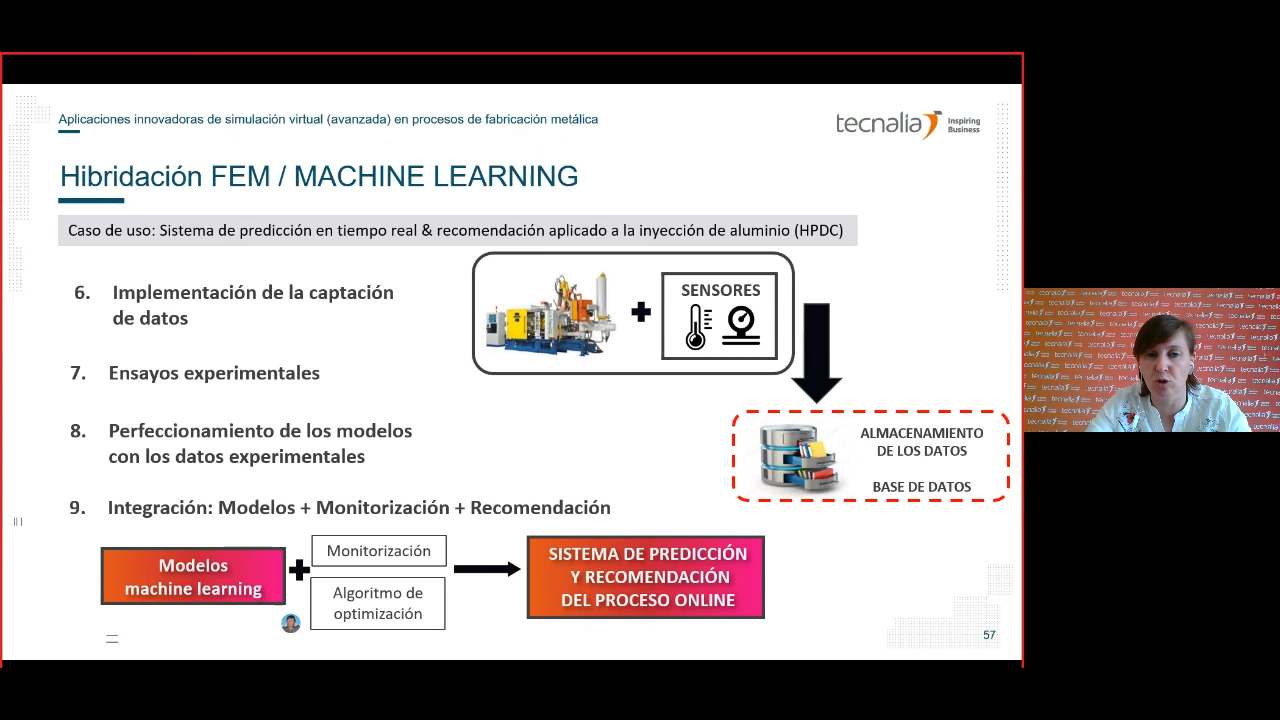 Aplicaciones innovadoras de simulación virtual (avanzada) en procesos de fabricación metálica
tecnalia Inspiring
Business
Hibridación FEM / MACHINE LEARNING
Caso de uso: Sistema de predicción en tiempo real & recomendación aplicado a la inyección de aluminio (HPDC)
6. Implementación de la captación
de datos
SENSORES
7. Ensayos experimentales
8. Perfeccionamiento de los modelos
con los datos experimentales
ALMACENAMIENTO
DE LOS DATOS
BASE DE DATOS
9. Integración: Modelos + Monitorización + Recomendación
Modelos
machine learning
Monitorización
Algoritmo de
optimización
SISTEMA DE PREDICCIÓN
Y RECOMENDACIÓN
DEL PROCESO ONLINE
57